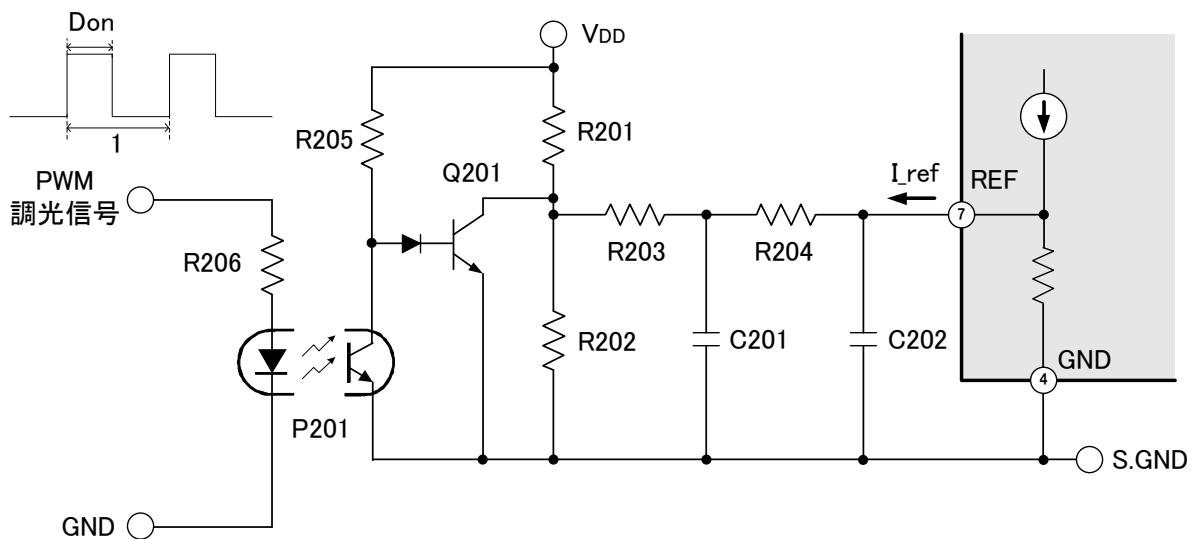 Don
1
PWM
調光信号
R206
GND
P201
R205
Q201
VDD
R201
R202
R203
R204
C201
C202
I_ref
REF
7
GND
4
S.GND